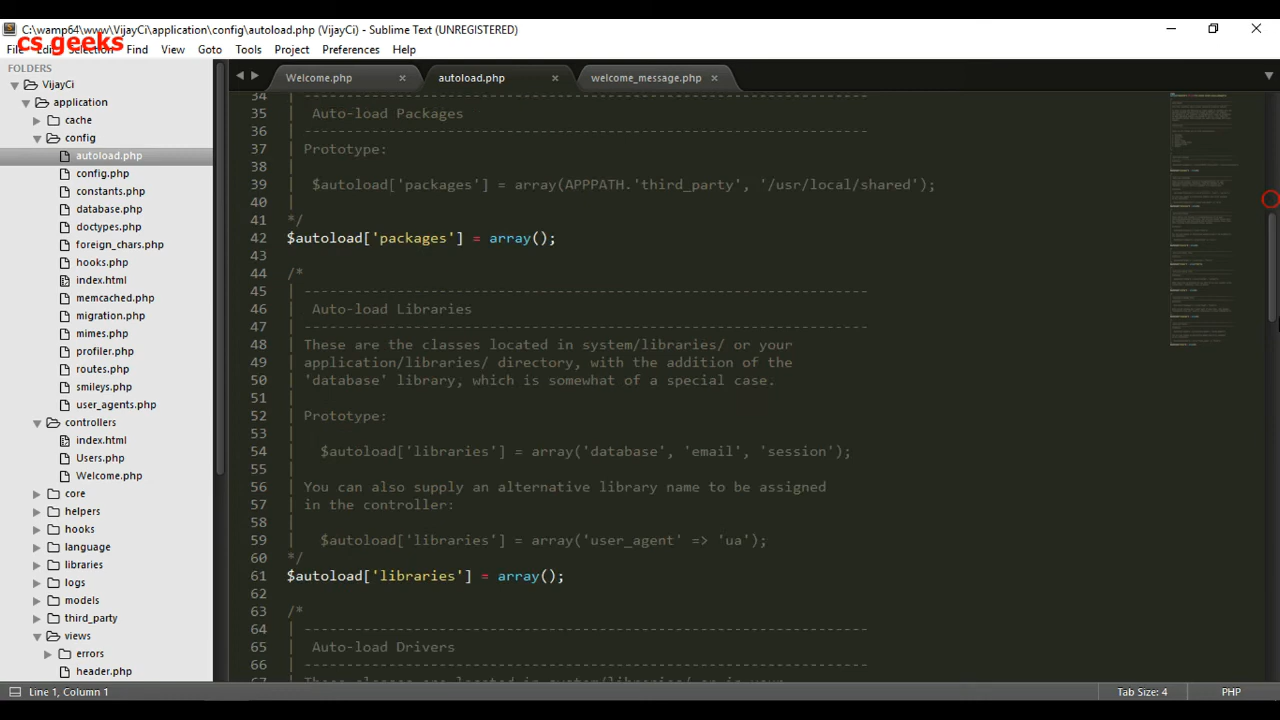 C:\wamp64\www\VijayCi\application\config\autoload.php (VijayCi) - Sublime Text (UNREGISTERED)
cs geeks
File Edit Selection Find View Goto Tools Project Preferences Help
FOLDERS
VijayCi
application
cache
config
autoload.php
config.php
constants.php
database.php
doctypes.php
foreign_chars.php
hooks.php
index.html
memcached.php
migration.php
mimes.php
profiler.php
routes.php
smileys.php
user_agents.php
controllers
index.html
Users.php
Welcome.php
core
helpers
hooks
language
libraries
logs
models
third_party
views
errors
header.php
Welcome.php autoload.php welcome_message.php
34 | -------------------------------------------------------------------
35 |  Auto-load Packages
36 | -------------------------------------------------------------------
37 | Prototype:
38 |
39 |  $autoload['packages'] = array(APPPATH.'third_party', '/usr/local/shared');
40 |
41 */
42 $autoload['packages'] = array();
43
44 /*
45 | -------------------------------------------------------------------
46 |  Auto-load Libraries
47 | -------------------------------------------------------------------
48 | These are the classes located in system/libraries/ or your
49 | application/libraries/ directory, with the addition of the
50 | 'database' library, which is somewhat of a special case.
51 |
52 | Prototype:
53 |
54 |   $autoload['libraries'] = array('database', 'email', 'session');
55 |
56 | You can also supply an alternative library name to be assigned
57 | in the controller:
58 |
59 |   $autoload['libraries'] = array('user_agent' => 'ua');
60 */
61 $autoload['libraries'] = array();
62
63 /*
64 | -------------------------------------------------------------------
65 |  Auto-load Drivers
66 | -------------------------------------------------------------------
Line 1, Column 1
Tab Size: 4
PHP